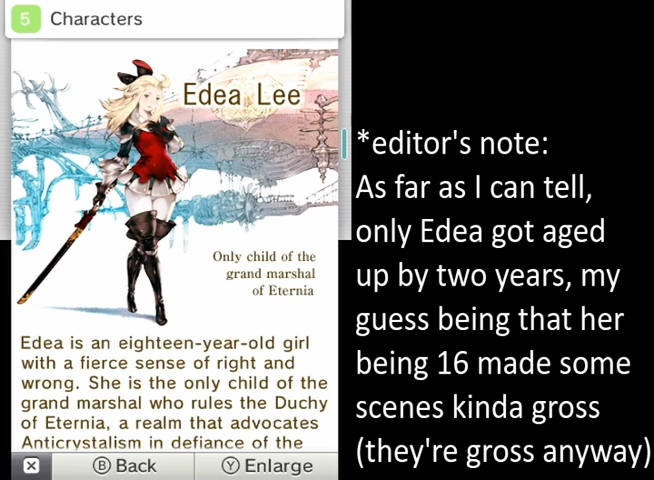 5 Characters
Edea Lee
Only child of the
grand marshal
of Eternia
Edea is an eighteen-year-old girl
with a fierce sense of right and
wrong. She is the only child of the
grand marshal who rules the Duchy
of Eternia, a realm that advocates
Anticrystalism in defiance of the
X B Back Y Enlarge
*editor's note:
As far as I can tell,
only Edea got aged
up by two years, my
guess being that her
being 16 made some
scenes kinda gross
(they're gross anyway)